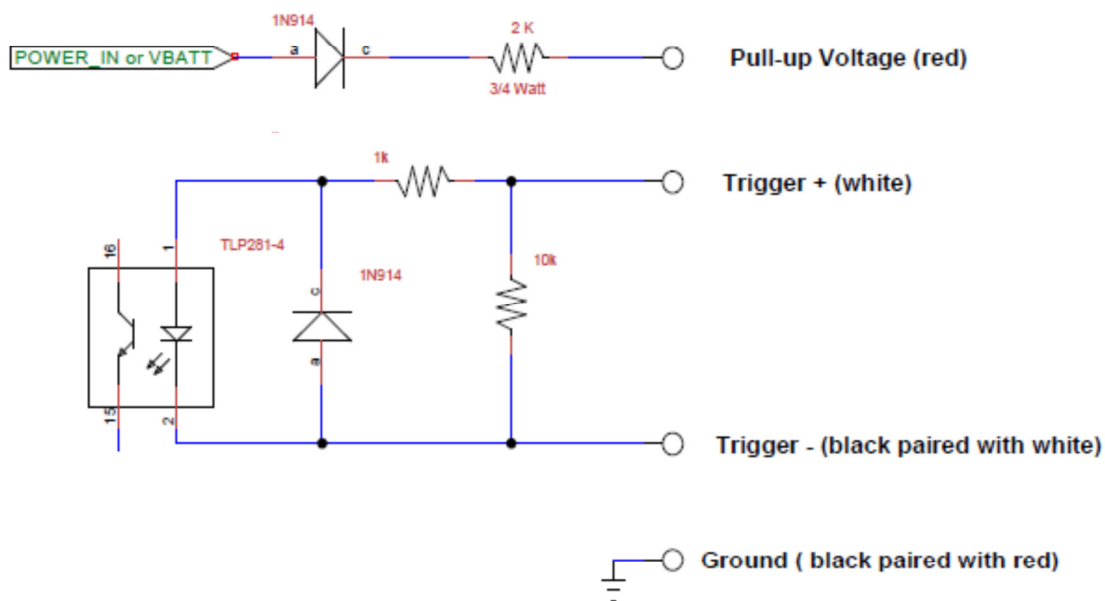 1N914
2 K
POWER_IN or VBATT
a
c
Pull-up Voltage (red)
3/4 Watt
1k
Trigger + (white)
16
1
TLP281-4
10k
1N914
c
a
15
2
Trigger - (black paired with white)
Ground ( black paired with red)